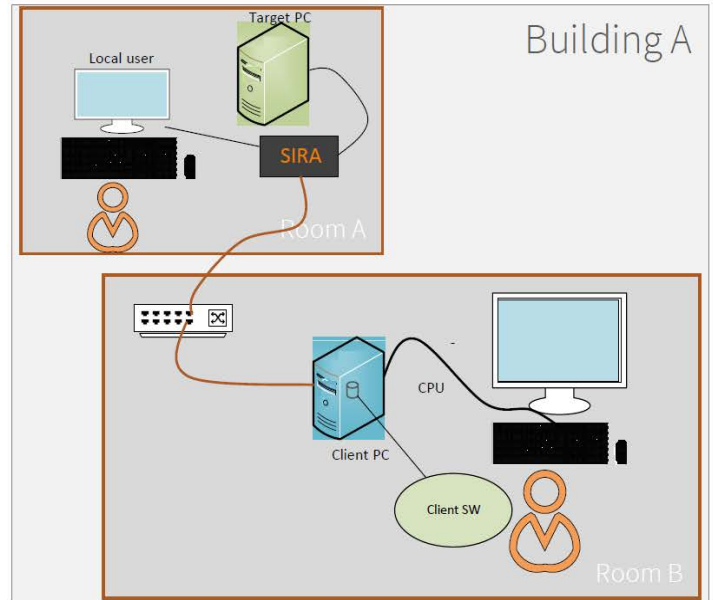 Building A
Target PC
Local user
SIRA
Room A
CPU
Client PC
Client SW
Room B